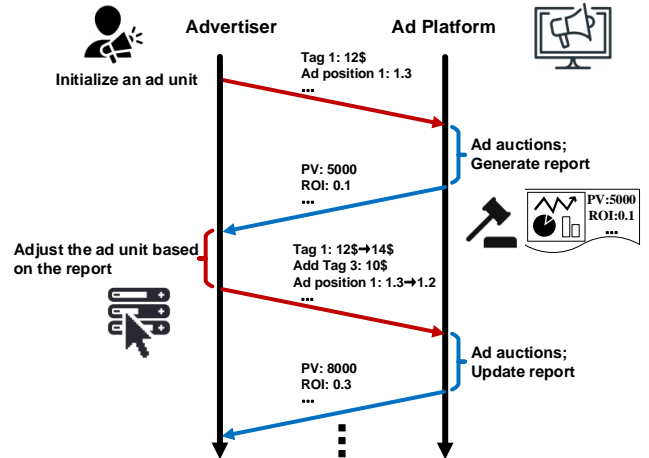 Advertiser
Ad Platform
Initialize an ad unit
Tag 1: 12$
Ad position 1: 1.3
...
Ad auctions;
Generate report
PV: 5000
ROI: 0.1
...
PV:5000
ROI:0.1
...
Adjust the ad unit based
on the report
Tag 1: 12$→14$
Add Tag 3: 10$
Ad position 1: 1.3→1.2
...
Ad auctions;
Update report
PV: 8000
ROI: 0.3
...